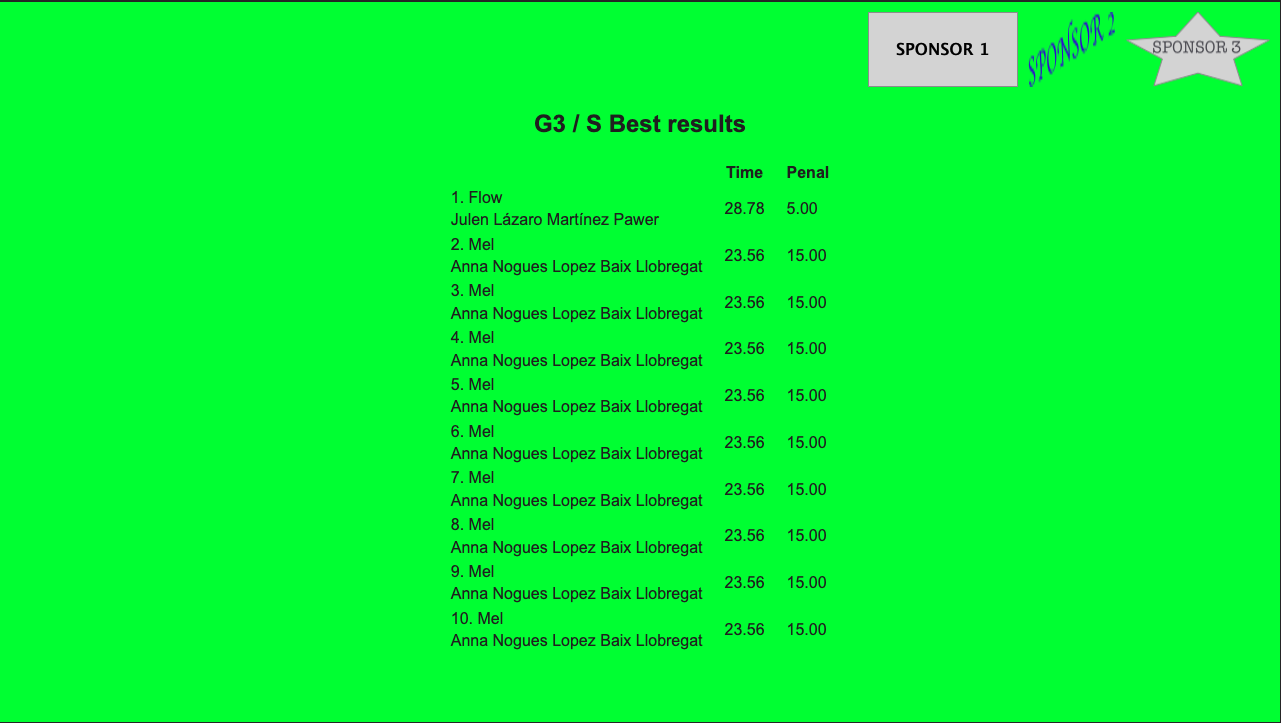 SPONSOR 1
SPONSOR 2
SPONSOR 3
G3 / S Best results
Time Penal
1. Flow
Julen Lázaro Martínez Pawer
28.78 5.00
2. Mel
Anna Nogues Lopez Baix Llobregat
23.56 15.00
3. Mel
Anna Nogues Lopez Baix Llobregat
23.56 15.00
4. Mel
Anna Nogues Lopez Baix Llobregat
23.56 15.00
5. Mel
Anna Nogues Lopez Baix Llobregat
23.56 15.00
6. Mel
Anna Nogues Lopez Baix Llobregat
23.56 15.00
7. Mel
Anna Nogues Lopez Baix Llobregat
23.56 15.00
8. Mel
Anna Nogues Lopez Baix Llobregat
23.56 15.00
9. Mel
Anna Nogues Lopez Baix Llobregat
23.56 15.00
10. Mel
Anna Nogues Lopez Baix Llobregat
23.56 15.00